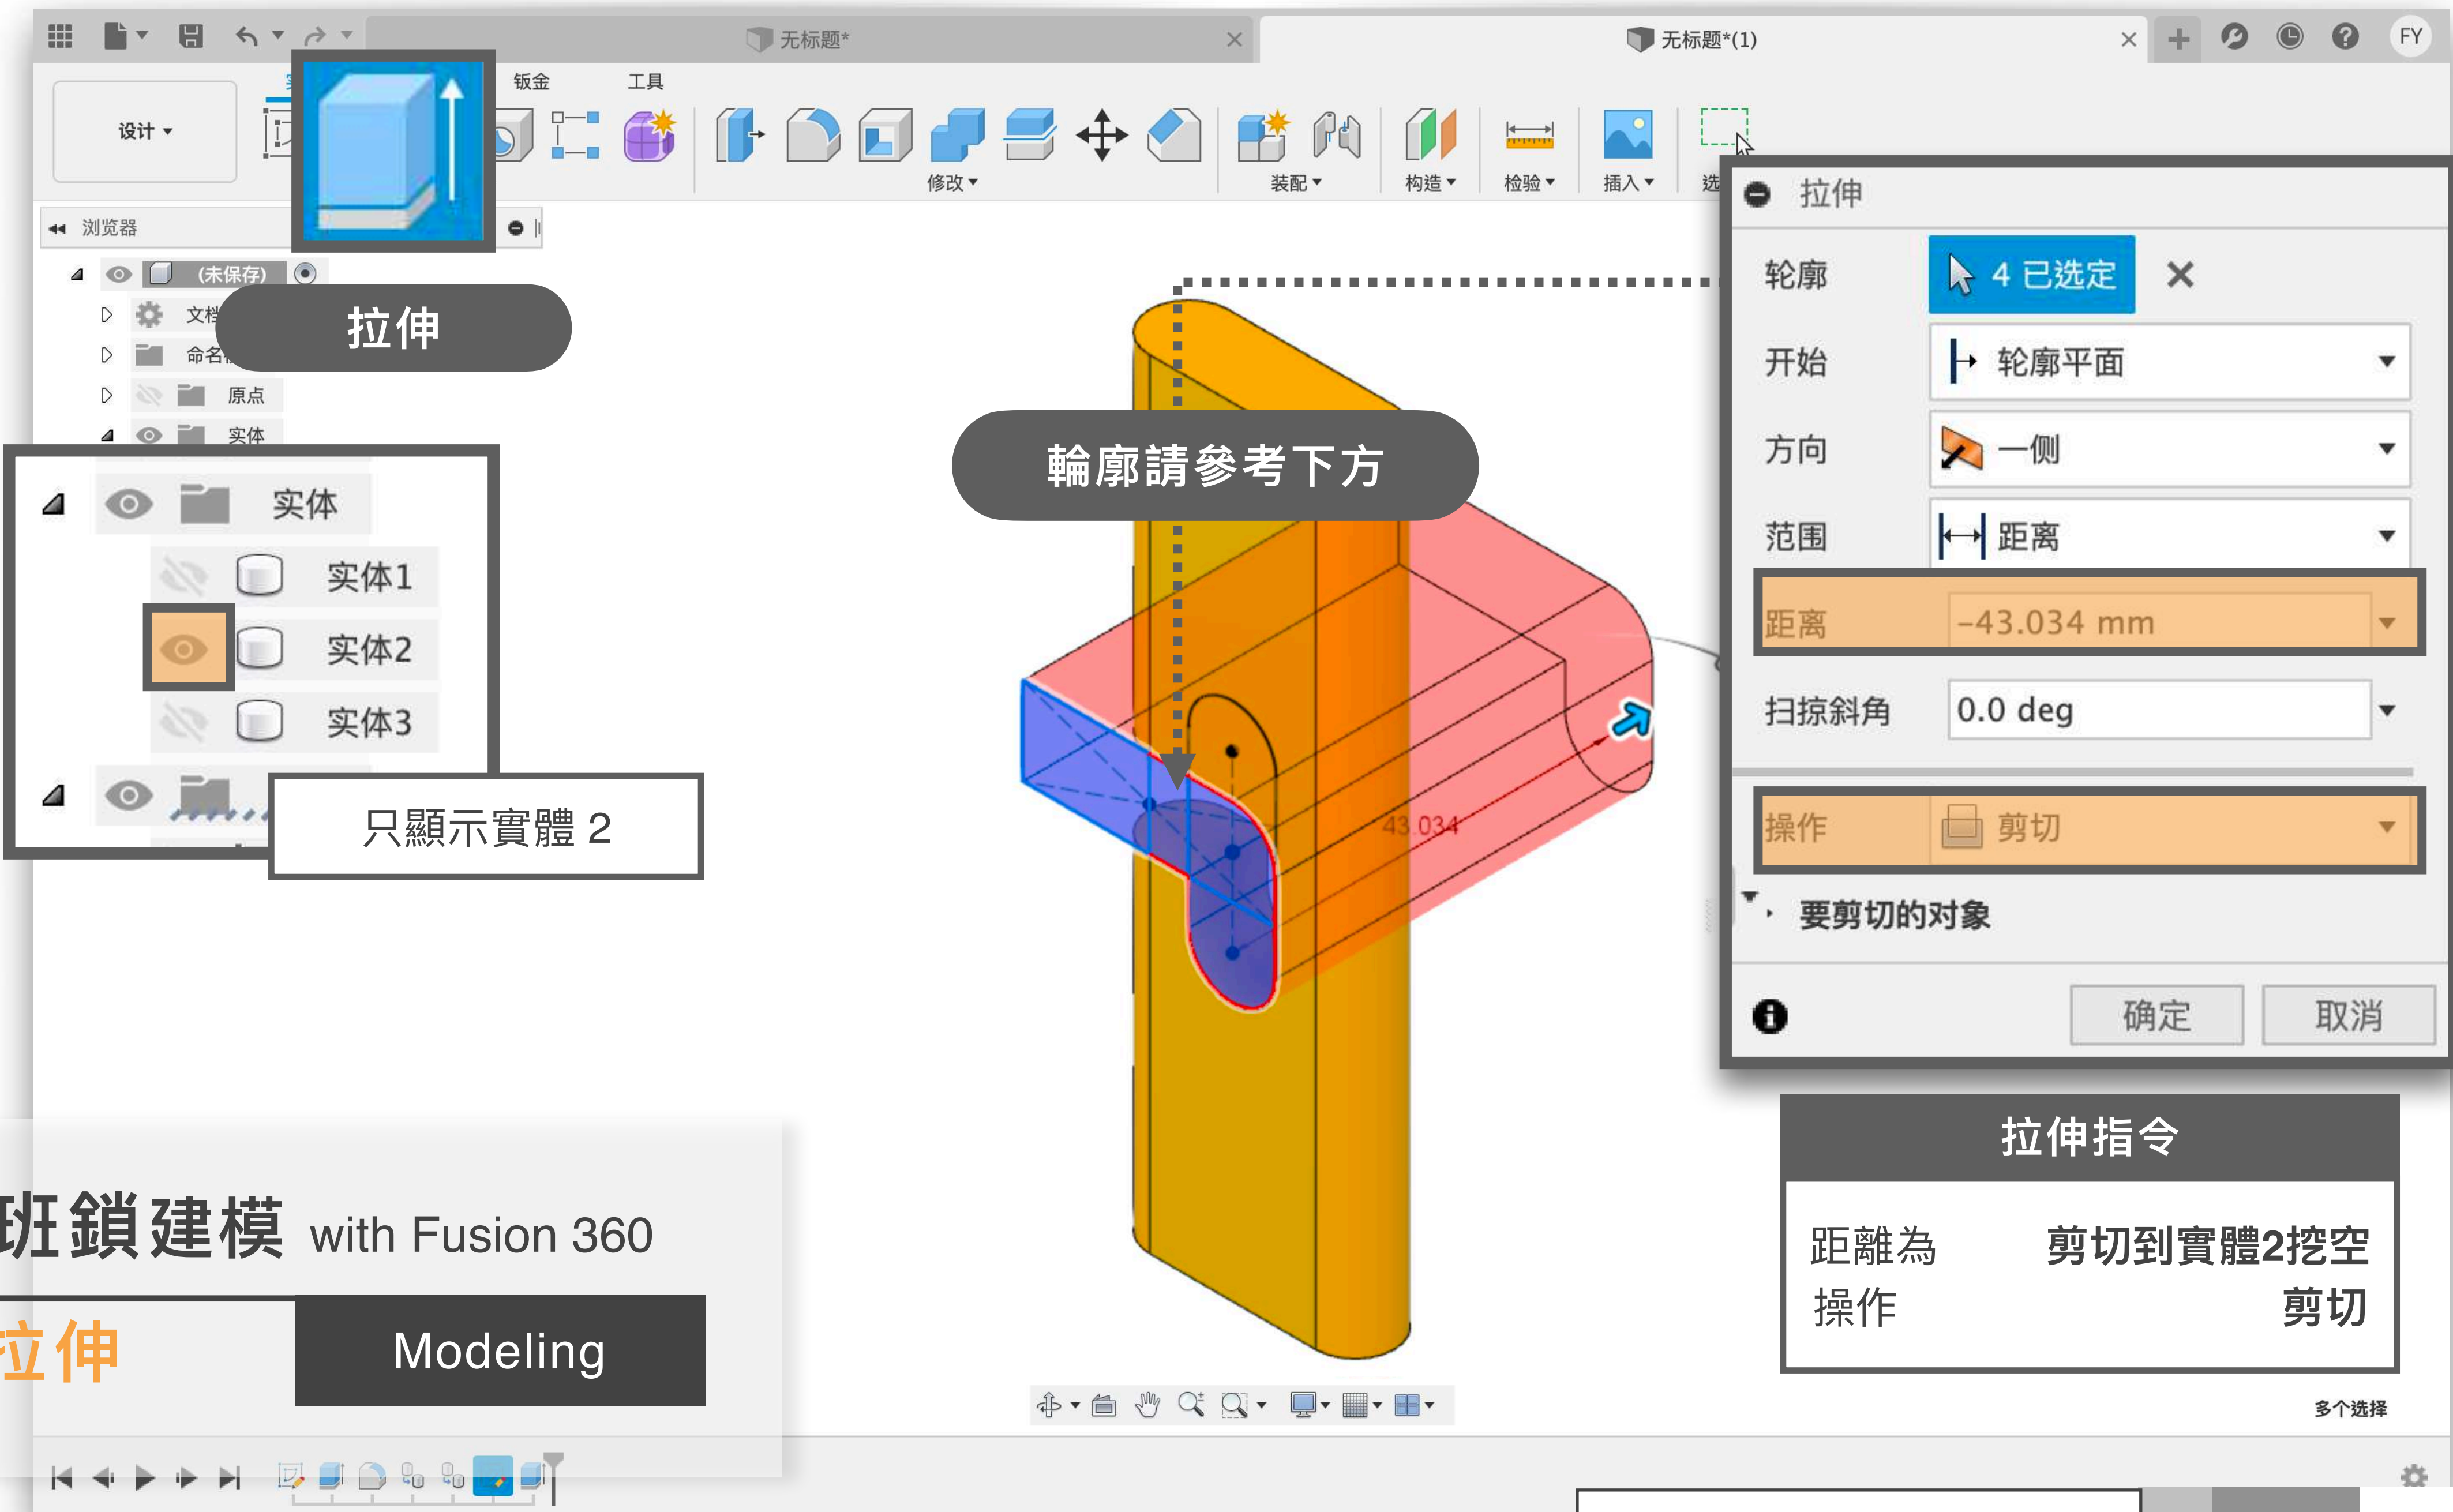 无标题*
无标题*(1)
FY
钣金
工具
设计
修改
装配
构造
检验
插入
浏览器
(未保存)
拉伸
原点
实体
实体
实体1
实体2
实体3
只顯示實體 2
輪廓請參考下方
43.034
拉伸
轮廓
4 已选定
开始
轮廓平面
方向
一侧
范围
距离
距离
-43.034 mm
扫掠斜角
0.0 deg
操作
剪切
要剪切的对象
确定
取消
拉伸指令
距離為 剪切到實體2挖空
操作 剪切
班鎖建模 with Fusion 360
拉伸
Modeling
多个选择